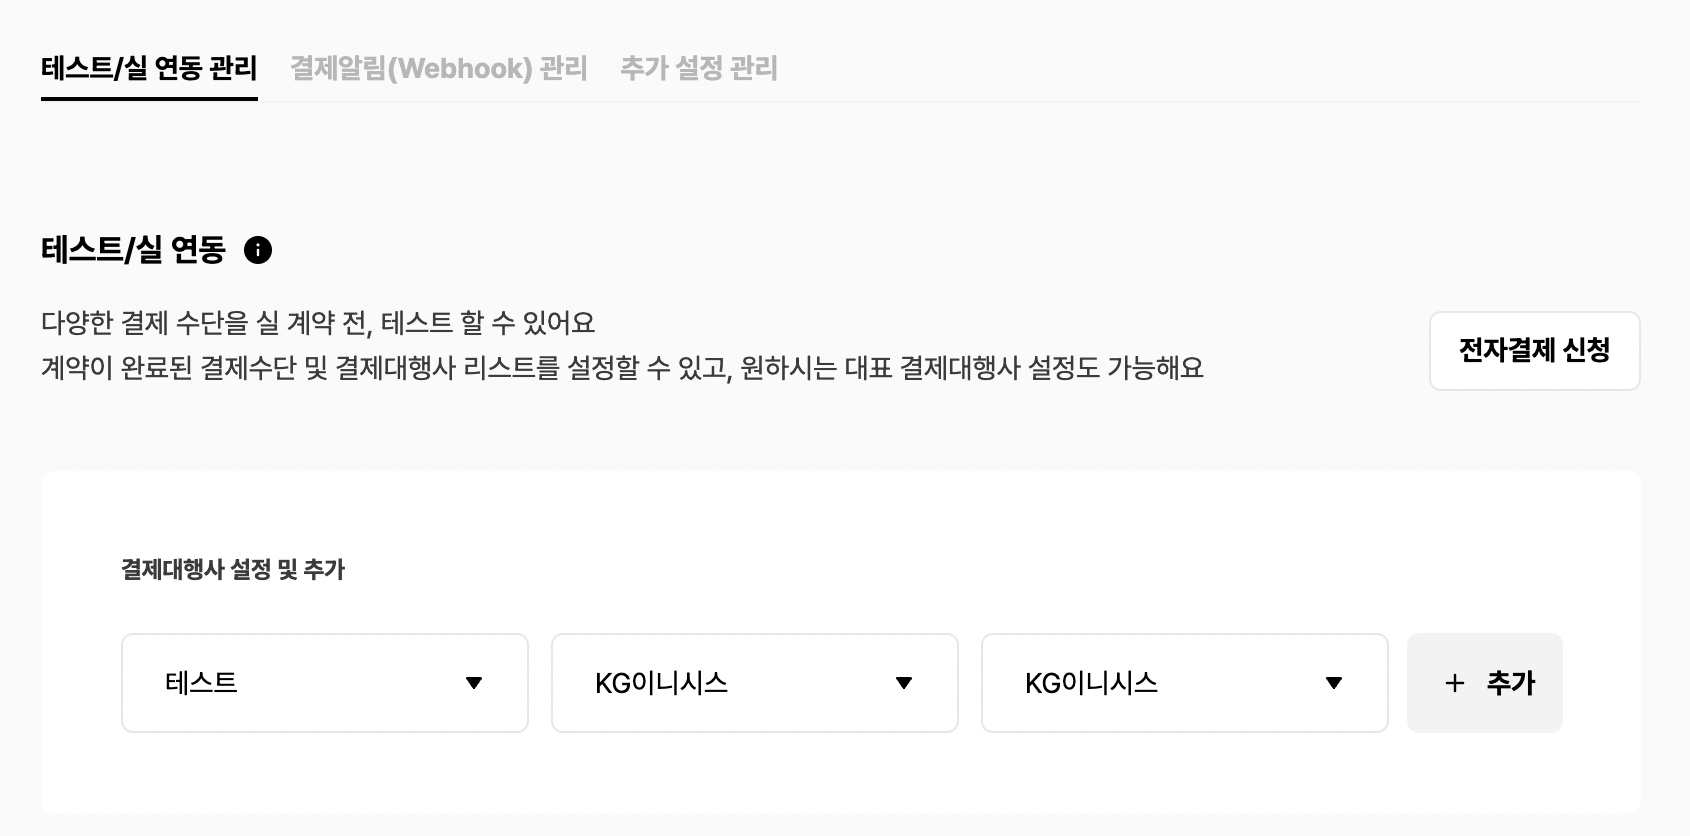 테스트/실 연동 관리 결제알림(Webhook) 관리 추가 설정 관리
테스트/실 연동
다양한 결제 수단을 실 계약 전, 테스트 할 수 있어요
계약이 완료된 결제수단 및 결제대행사 리스트를 설정할 수 있고, 원하시는 대표 결제대행사 설정도 가능해요
전자결제 신청
결제대행사 설정 및 추가
테스트 KG이니시스 KG이니시스 + 추가